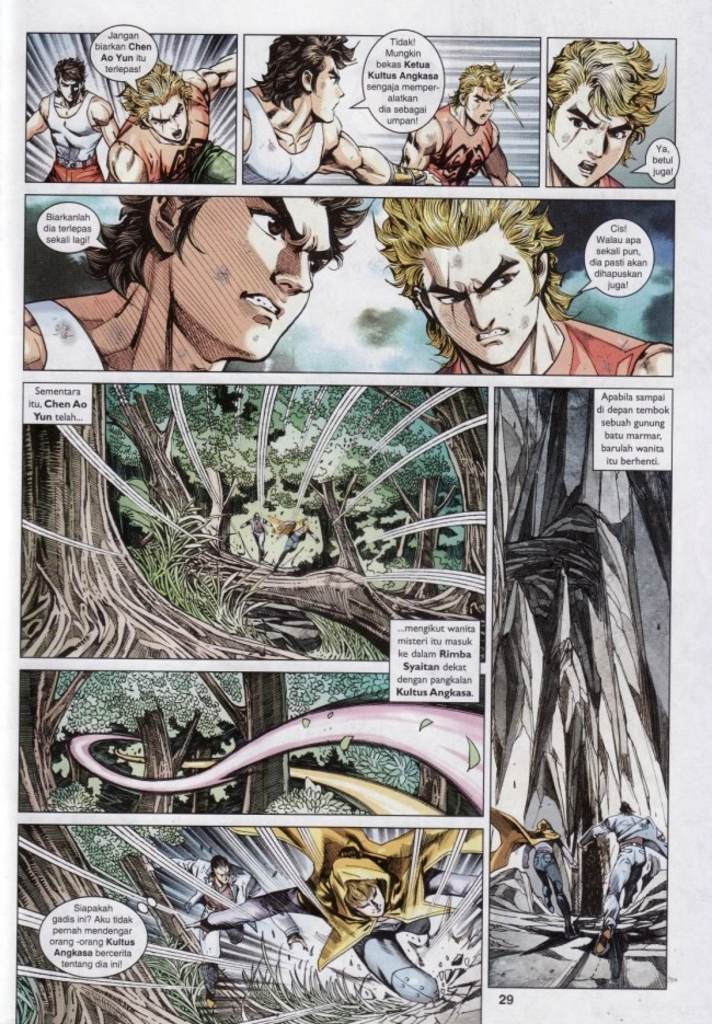 Jangan
biarkan Chen
Ao Yun itu
terlepas!
Tidak!
Mungkin
bekas Ketua
Kultus Angkasa
sengaja memper-
alatkan
dia sebagai
umpan!
Ya,
betul
juga!
Biarkanlah
dia terlepas
sekali lagi!
Cis!
Walau apa
sekali pun,
dia pasti akan
dihapuskan!
Sementara
itu, Chen Ao
Yun telah...
...mengikut wanita
misteri itu masuk
ke dalam Rimba
Syaitan dekat
dengan pangkalan
Kultus Angkasa.
Apabila sampai
di depan tembok
sebuah gunung
batu marmar,
barulah wanita
itu berhenti.
Siapakah
gadis ini? Aku tidak
pernah mendengar
orang -orang Kultus
Angkasa bercerita
tentang dia ini!
29